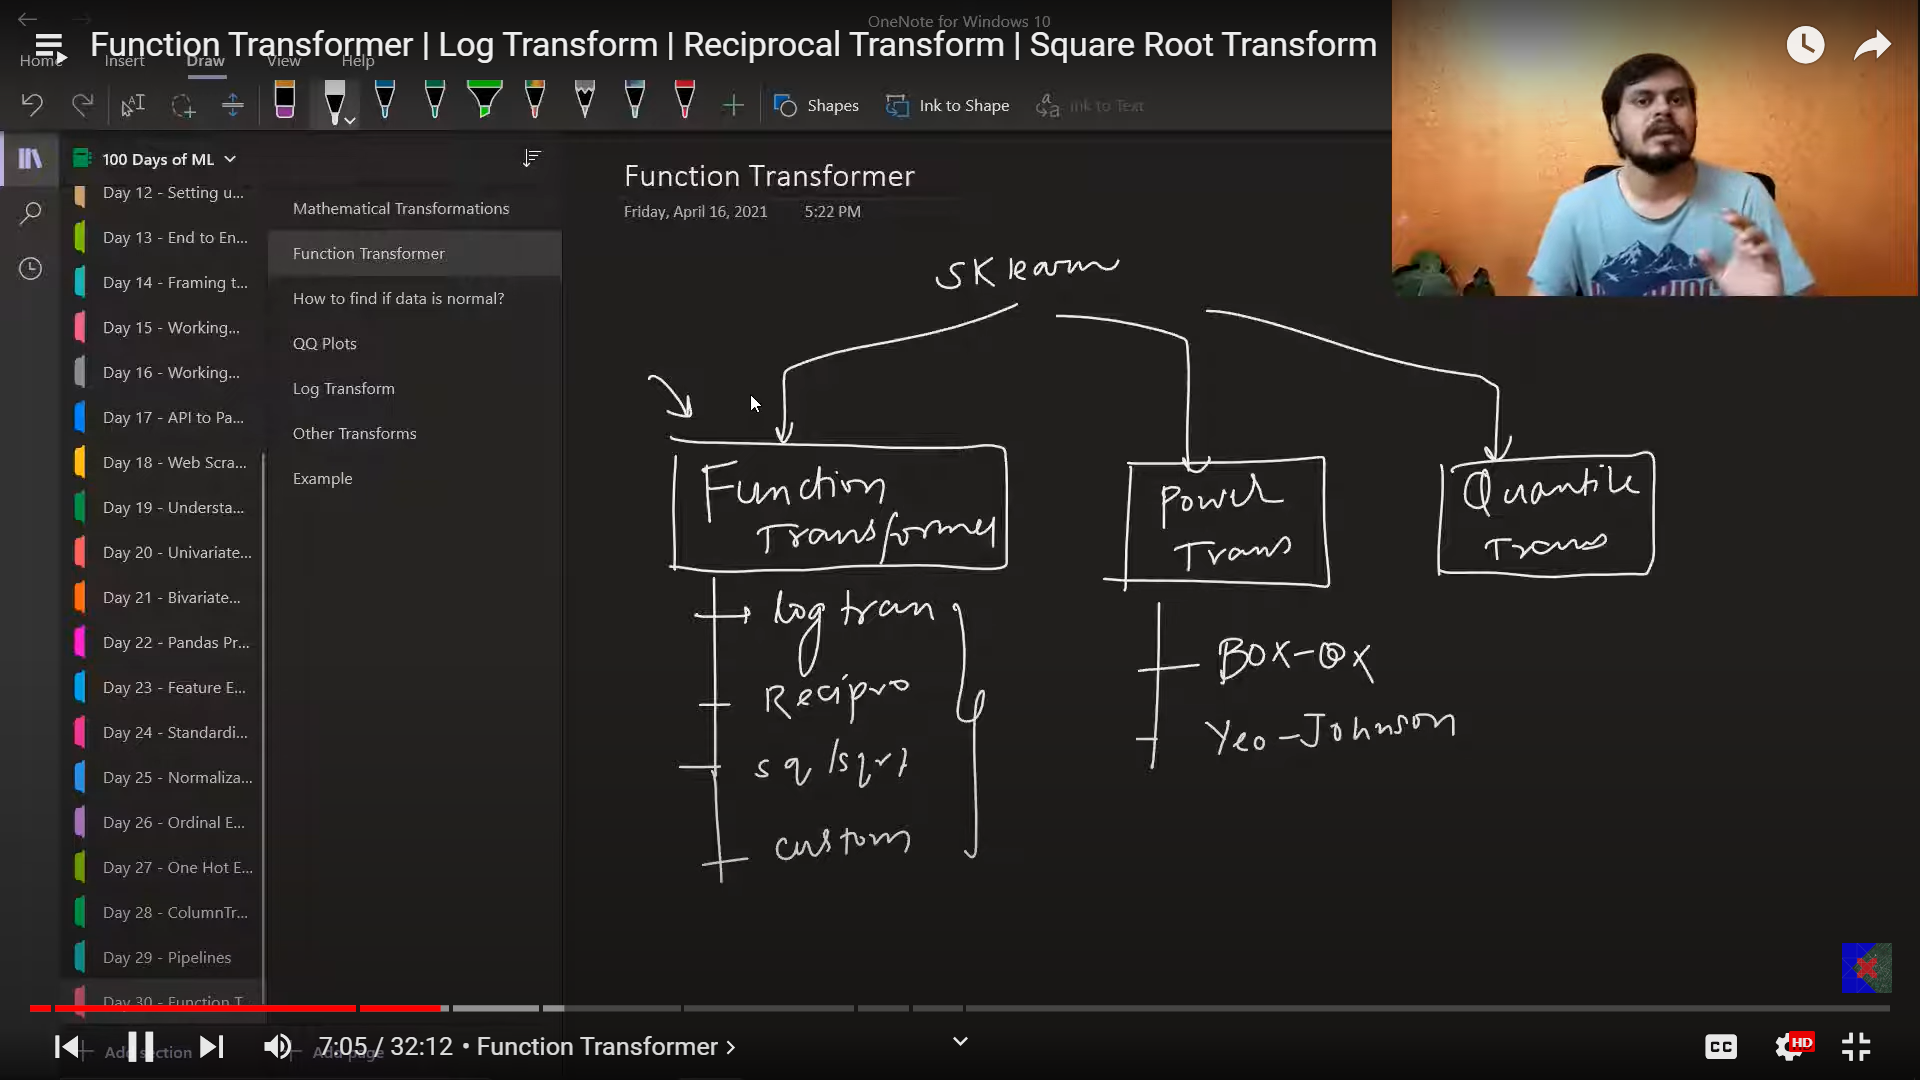 OneNote for Windows 10
Function Transformer | Log Transform | Reciprocal Transform | Square Root Transform
Home Insert Draw View Help
Shapes Ink to Shape Ink to Text
100 Days of ML
Day 12 - Setting u...
Day 13 - End to En...
Day 14 - Framing t...
Day 15 - Working...
Day 16 - Working...
Day 17 - API to Pa...
Day 18 - Web Scra...
Day 19 - Understa...
Day 20 - Univariate...
Day 21 - Bivariate...
Day 22 - Pandas Pr...
Day 23 - Feature E...
Day 24 - Standardi...
Day 25 - Normaliza...
Day 26 - Ordinal E...
Day 27 - One Hot E...
Day 28 - ColumnTr...
Day 29 - Pipelines
Day 30 - Function T...
Mathematical Transformations
Function Transformer
How to find if data is normal?
QQ Plots
Log Transform
Other Transforms
Example
Function Transformer
Friday, April 16, 2021 5:22 PM
SK learn
Function
Transformer
Power
Trans
Quantile
Trans
Log tran
Recipro
sq/sqrt
custom
Box-Cox
Yeo-Johnson
Add section Add page
7:05 / 32:12 • Function Transformer
CC HD